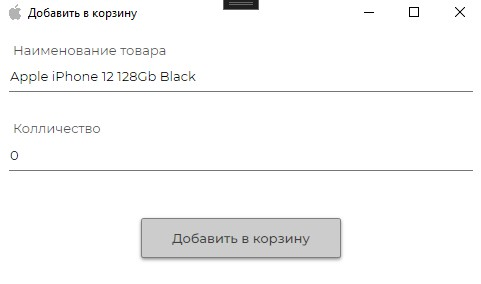 Добавить в корзину
Наименование товара
Apple iPhone 12 128Gb Black
Колличество
0
Добавить в корзину